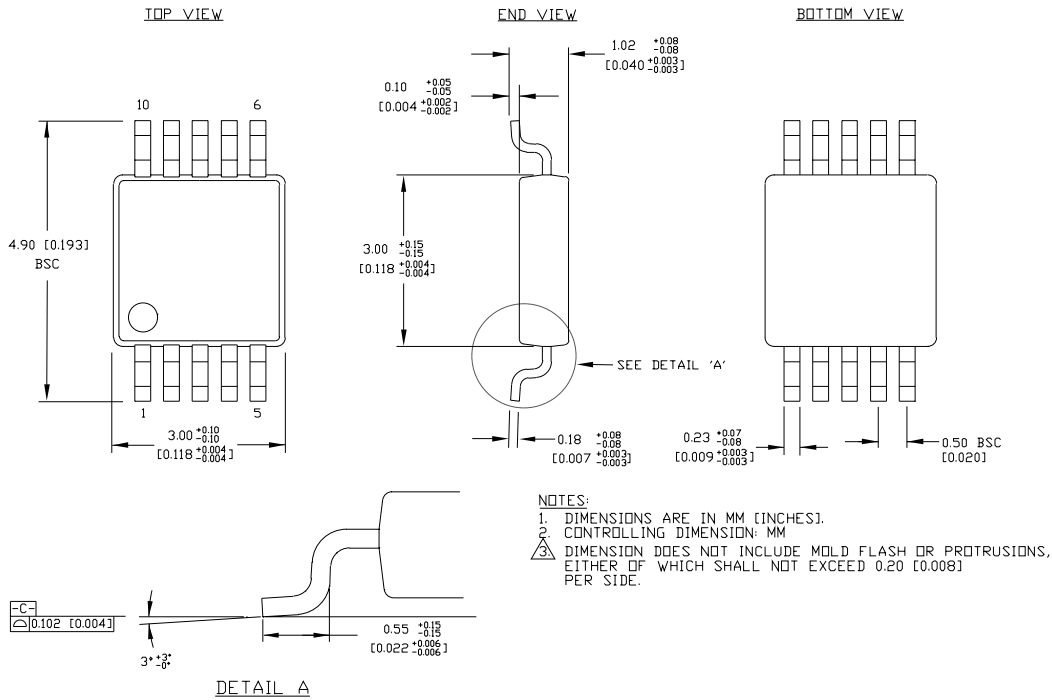 TOP VIEW
END VIEW
BOTTOM VIEW
1.02 +0.08 -0.08
[0.040 +0.003 -0.003]
0.10 +0.05 -0.05
[0.004 +0.002 -0.002]
10
6
4.90 [0.193]
BSC
3.00 +0.15 -0.15
[0.118 +0.004 -0.004]
SEE DETAIL 'A'
1
5
3.00 +0.10 -0.10
[0.118 +0.004 -0.004]
0.18 +0.08 -0.08
[0.007 +0.003 -0.003]
0.23 +0.07 -0.08
[0.009 +0.003 -0.003]
0.50 BSC
[0.020]
NOTES:
1. DIMENSIONS ARE IN MM [INCHES].
2. CONTROLLING DIMENSION: MM
3. DIMENSION DOES NOT INCLUDE MOLD FLASH OR PROTRUSIONS,
EITHER OF WHICH SHALL NOT EXCEED 0.20 [0.008]
PER SIDE.
-C-
⌓ 0.102 [0.004]
3° +3° -0°
0.55 +0.15 -0.15
[0.022 +0.006 -0.006]
DETAIL A